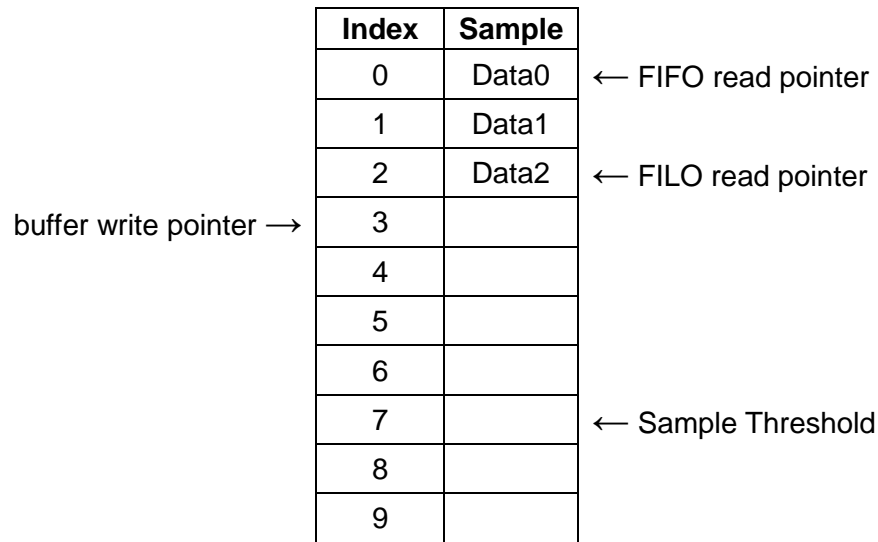 Index Sample
0 Data0 ← FIFO read pointer
1 Data1
2 Data2 ← FILO read pointer
buffer write pointer → 3
4
5
6
7 ← Sample Threshold
8
9